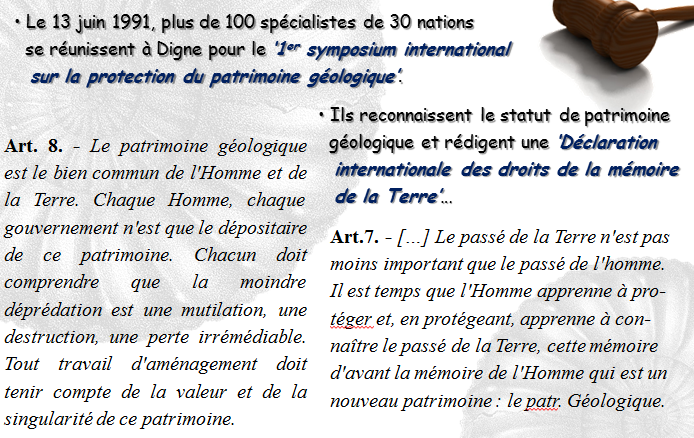 • Le 13 juin 1991, plus de 100 spécialistes de 30 nations
se réunissent à Digne pour le '1er symposium international
sur la protection du patrimoine géologique'.
• Ils reconnaissent le statut de patrimoine
géologique et rédigent une 'Déclaration
internationale des droits de la mémoire
de la Terre'...
Art. 8. - Le patrimoine géologique
est le bien commun de l'Homme et de
la Terre. Chaque Homme, chaque
gouvernement n'est que le dépositaire
de ce patrimoine. Chacun doit
comprendre que la moindre
déprédation est une mutilation, une
destruction, une perte irrémédiable.
Tout travail d'aménagement doit
tenir compte de la valeur et de la
singularité de ce patrimoine.
Art.7. - [...] Le passé de la Terre n'est pas
moins important que le passé de l'homme.
Il est temps que l'Homme apprenne à pro-
téger et, en protégeant, apprenne à con-
naître le passé de la Terre, cette mémoire
d'avant la mémoire de l'Homme qui est un
nouveau patrimoine : le patr. Géologique.